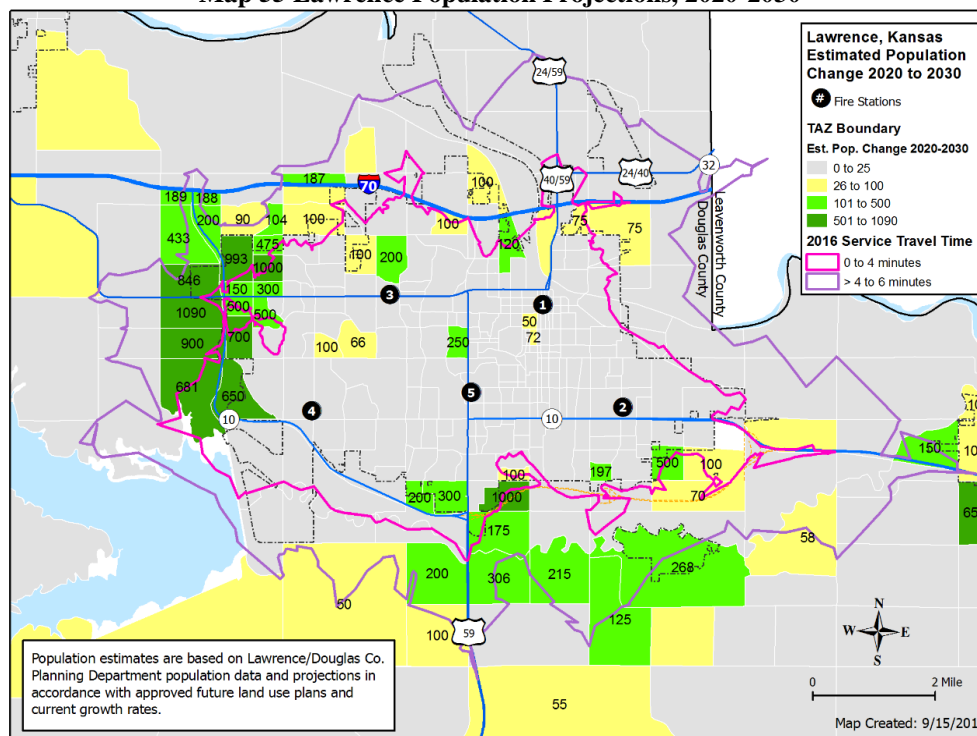 Map 35 Lawrence Population Projections, 2020-2030
Lawrence, Kansas
Estimated Population
Change 2020 to 2030
# Fire Stations
TAZ Boundary
Est. Pop. Change 2020-2030
0 to 25
26 to 100
101 to 500
501 to 1090
2016 Service Travel Time
0 to 4 minutes
> 4 to 6 minutes
24/59
32
Leavenworth County
Douglas County
187
70
100
40/59
24/40
189
188
200
90
104
100
100
75
75
433
475
120
993
1000
100
200
846
150
300
3
1
1090
500
500
50
700
72
900
100
66
250
681
650
5
4
2
10
10
10
150
10
100
197
500
100
200
300
1000
70
65
175
58
200
306
215
268
50
125
100
59
N
W
E
S
Population estimates are based on Lawrence/Douglas Co.
Planning Department population data and projections in
accordance with approved future land use plans and
current growth rates.
55
0
2 Mile
Map Created: 9/15/201